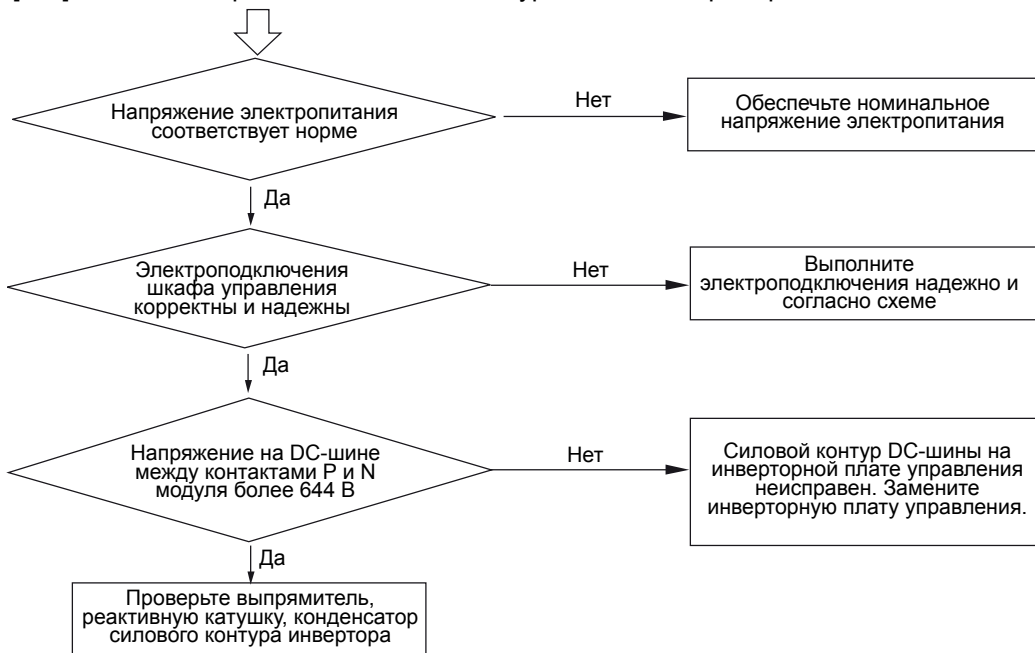 Напряжение электропитания
соответствует норме
Нет
Обеспечьте номинальное
напряжение электропитания
Да
Электроподключения
шкафа управления
корректны и надежны
Нет
Выполните
электроподключения надежно и
согласно схеме
Да
Напряжение на DC-шине
между контактами P и N
модуля более 644 В
Нет
Силовой контур DC-шины на
инверторной плате управления
неисправен. Замените
инверторную плату управления.
Да
Проверьте выпрямитель,
реактивную катушку, конденсатор
силового контура инвертора